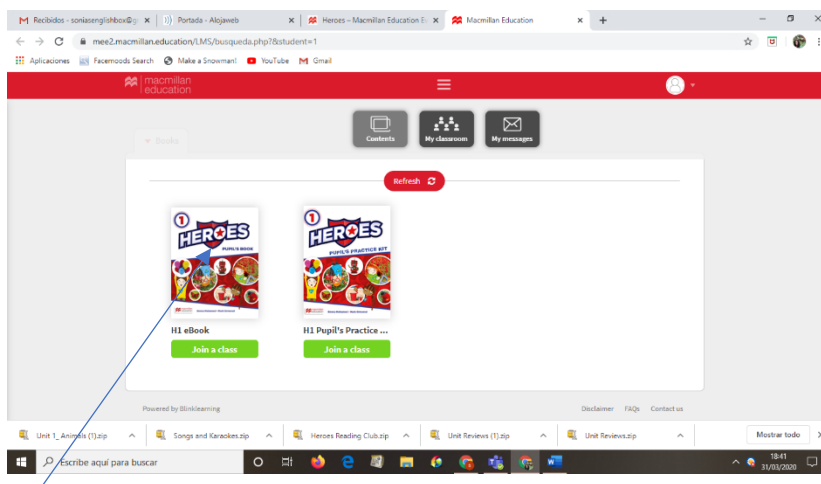 Recibidos - soniasenglishbox@g
Portada - Alojaweb
Heroes – Macmillan Education E
Macmillan Education
mee2.macmillan.education/LMS/busqueda.php?&student=1
Aplicaciones
Facemoods Search
Make a Snowman!
YouTube
Gmail
macmillan
education
Books
Contents
My classroom
My messages
Refresh
1
HEROES
PUPIL'S BOOK
1
HEROES
PUPIL'S PRACTICE KIT
H1 eBook
H1 Pupil's Practice ...
Join a class
Join a class
Powered by Blinklearning
Disclaimer FAQs Contact us
Unit 1_ Animals (1).zip
Songs and Karaokes.zip
Heroes Reading Club.zip
Unit Reviews (1).zip
Unit Reviews.zip
Mostrar todo
Escribe aquí para buscar
18:41
31/03/2020